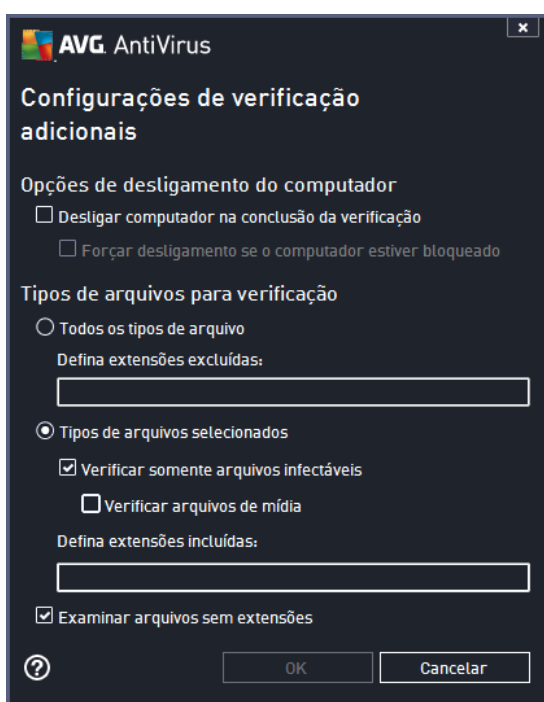 AVG. AntiVirus
Configurações de verificação
adicionais
Opções de desligamento do computador
Desligar computador na conclusão da verificação
Forçar desligamento se o computador estiver bloqueado
Tipos de arquivos para verificação
Todos os tipos de arquivo
Defina extensões excluídas:
Tipos de arquivos selecionados
Verificar somente arquivos infectáveis
Verificar arquivos de mídia
Defina extensões incluídas:
Examinar arquivos sem extensões
OK
Cancelar